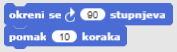 okreni se ↻ 90 stupnjeva
pomak 10 koraka